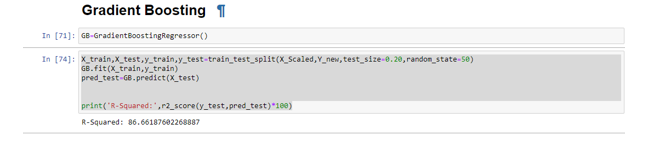 Gradient Boosting ¶
In [71]: GB=GradientBoostingRegressor()
In [74]: X_train,X_test,y_train,y_test=train_test_split(X_Scaled,Y_new,test_size=0.20,random_state=50)
GB.fit(X_train,y_train)
pred_test=GB.predict(X_test)
print('R-Squared:',r2_score(y_test,pred_test)*100)
R-Squared: 86.66187602268887